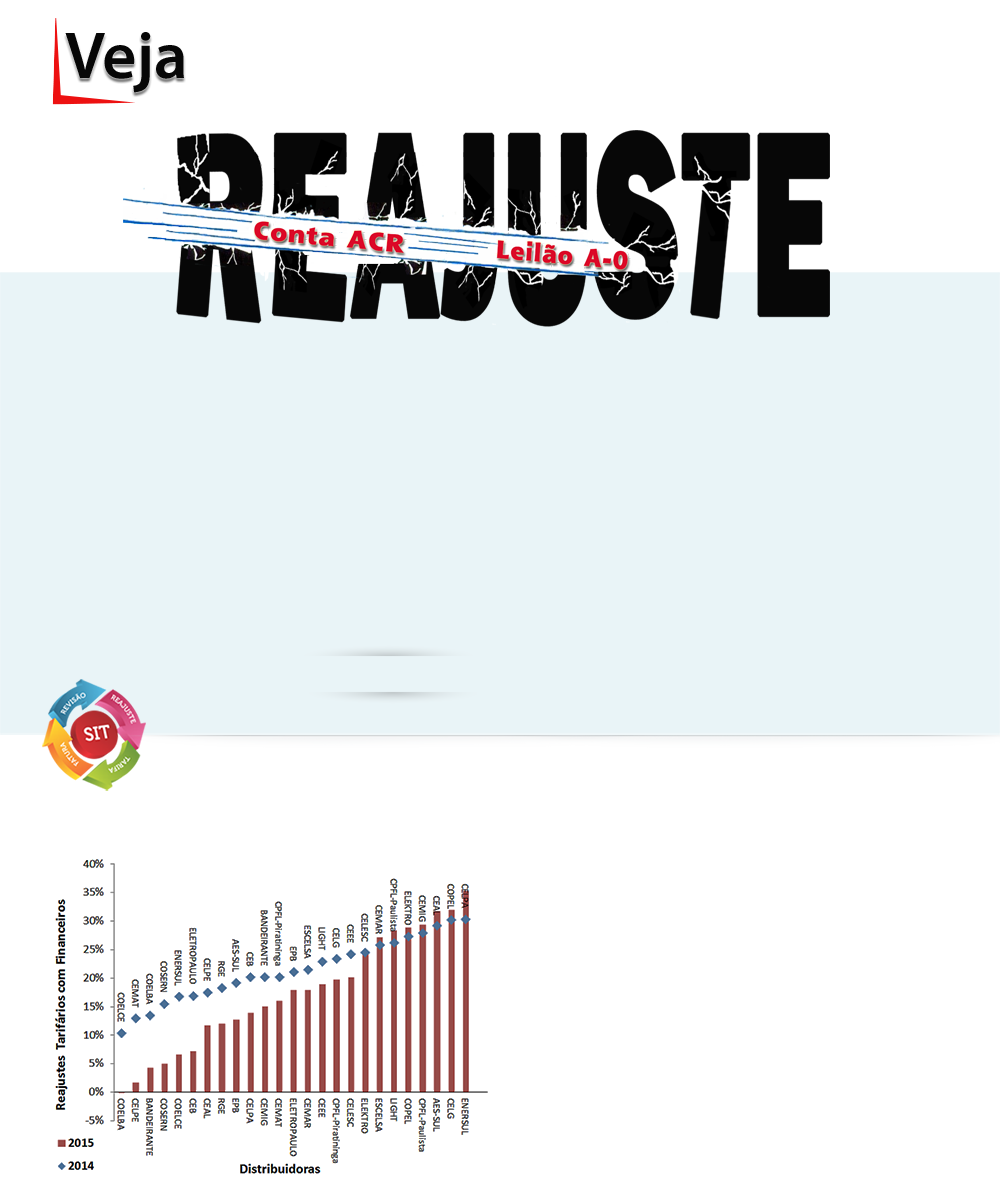 Veja
REAJUSTE
Conta ACR
Leilão A-0
REVISÃO
REAJUSTE
SIT
FATURA
TARIFA
Reajustes Tarifários com Financeiros
40%
35%
30%
25%
20%
15%
10%
5%
0%
-5%
COELCE
CEMAT
COELBA
COSERN
ENERSUL
ELETROPAULO
CELPE
RGE
AES-SUL
CEB
BANDEIRANTE
CPFL-Piratininga
EPB
ESCELSA
LIGHT
CELG
CEEE
CELESC
CEMAR
CPFL-Paulista
ELEKTRO
CEMIG
CEAL
COPEL
CELPA
COELBA
CELPE
BANDEIRANTE
COSERN
COELCE
CEB
CEAL
RGE
EPB
CELPA
CEMIG
CEMAT
ELETROPAULO
CEMAR
CEEE
CPFL-Piratininga
CELESC
ELEKTRO
ESCELSA
LIGHT
COPEL
CPFL-Paulista
AES-SUL
CELG
ENERSUL
2015
2014
Distribuidoras